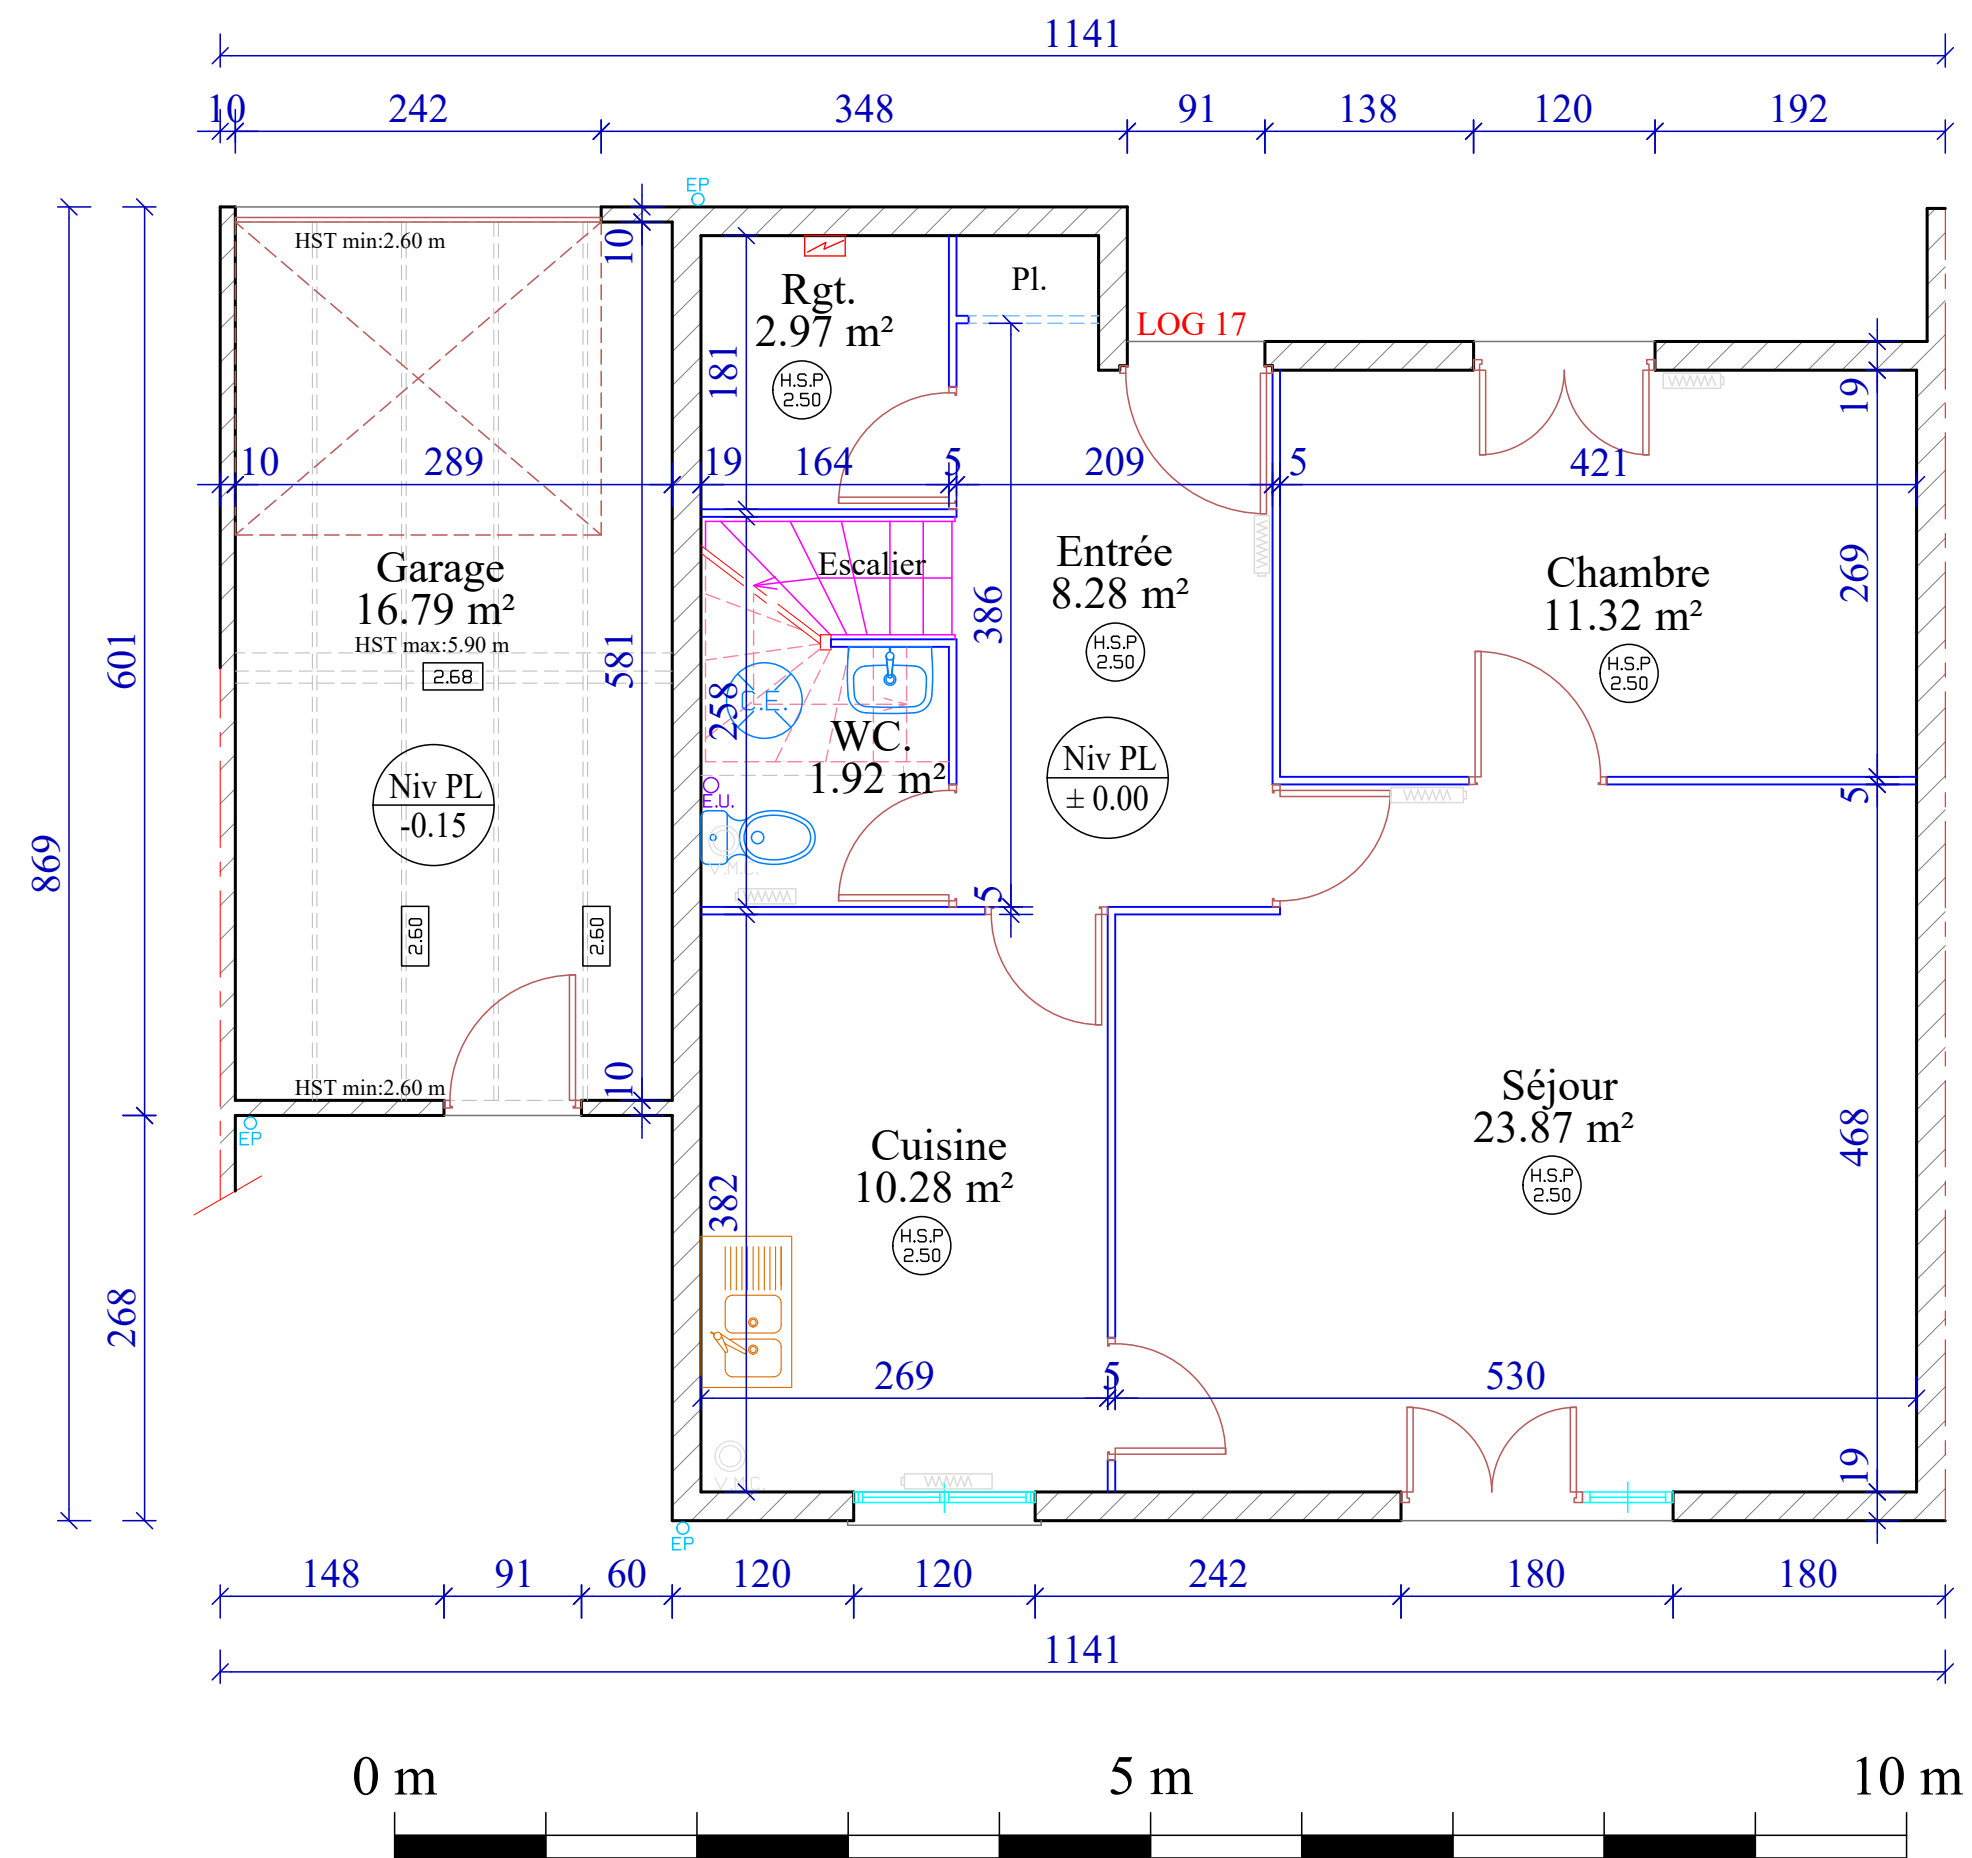 1141
10 242 348 91 138 120 192
EP
HST min:2.60 m
10
Rgt.
2.97 m²
H.S.P
2.50
Pl.
LOG 17
181
19
10 289 19 164 5 209 5 421
Garage
16.79 m²
HST max:5.90 m
2.68
Escalier
Entrée
8.28 m²
H.S.P
2.50
Chambre
11.32 m²
H.S.P
2.50
269
386
601
581
258
C.E.
WC.
1.92 m²
Niv PL
-0.15
Niv PL
± 0.00
E.U.
V.M.C.
5
5
869
2.60
2.60
HST min:2.60 m
10
EP
Séjour
23.87 m²
H.S.P
2.50
468
Cuisine
10.28 m²
H.S.P
2.50
382
268
269 5 530
V.M.C.
19
EP
148 91 60 120 120 242 180 180
1141
0 m 5 m 10 m